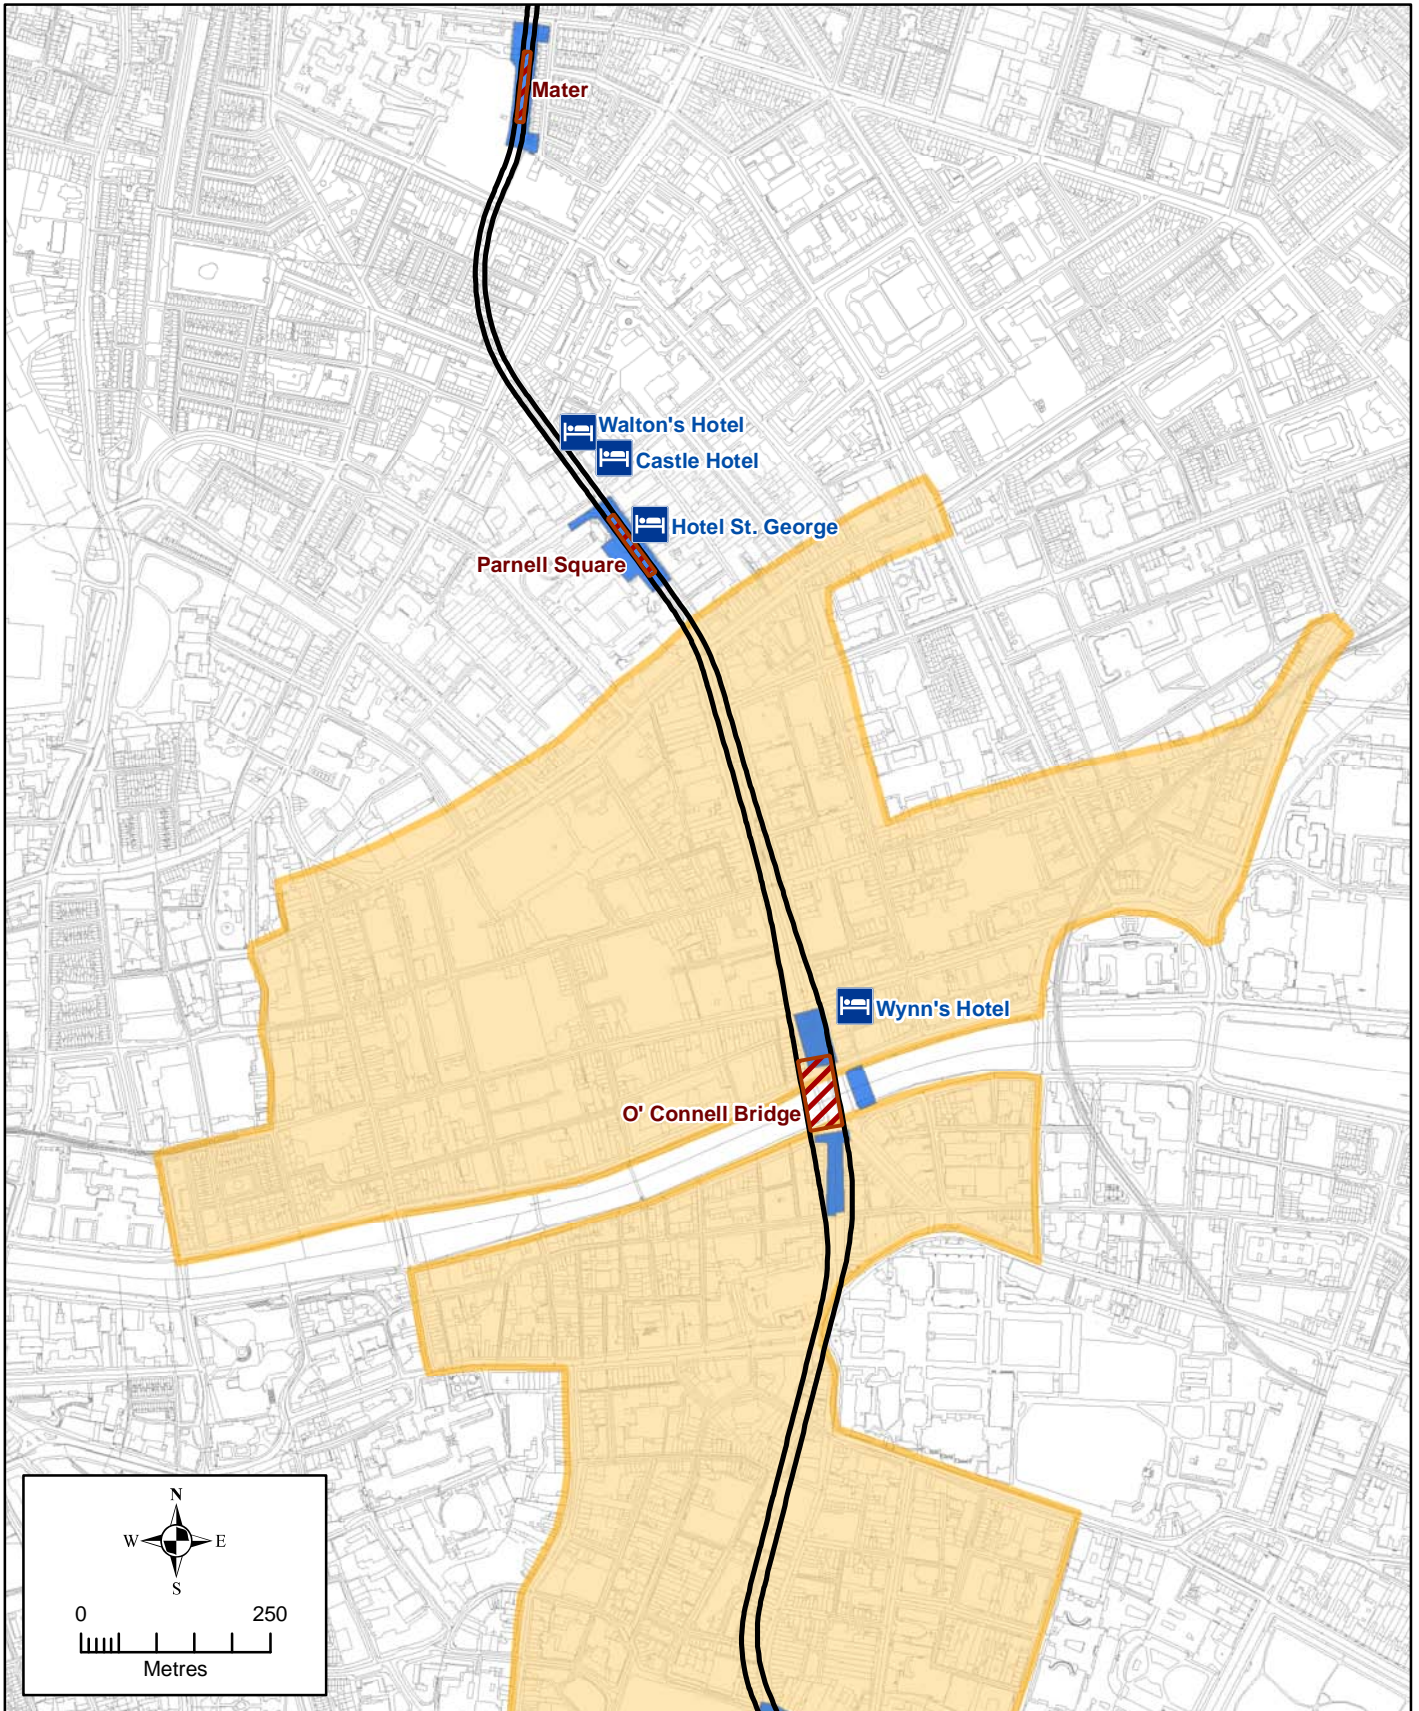 Mater
Walton's Hotel
Castle Hotel
Hotel St. George
Parnell Square
Wynn's Hotel
O' Connell Bridge
N
W E
S
0 250
Metres